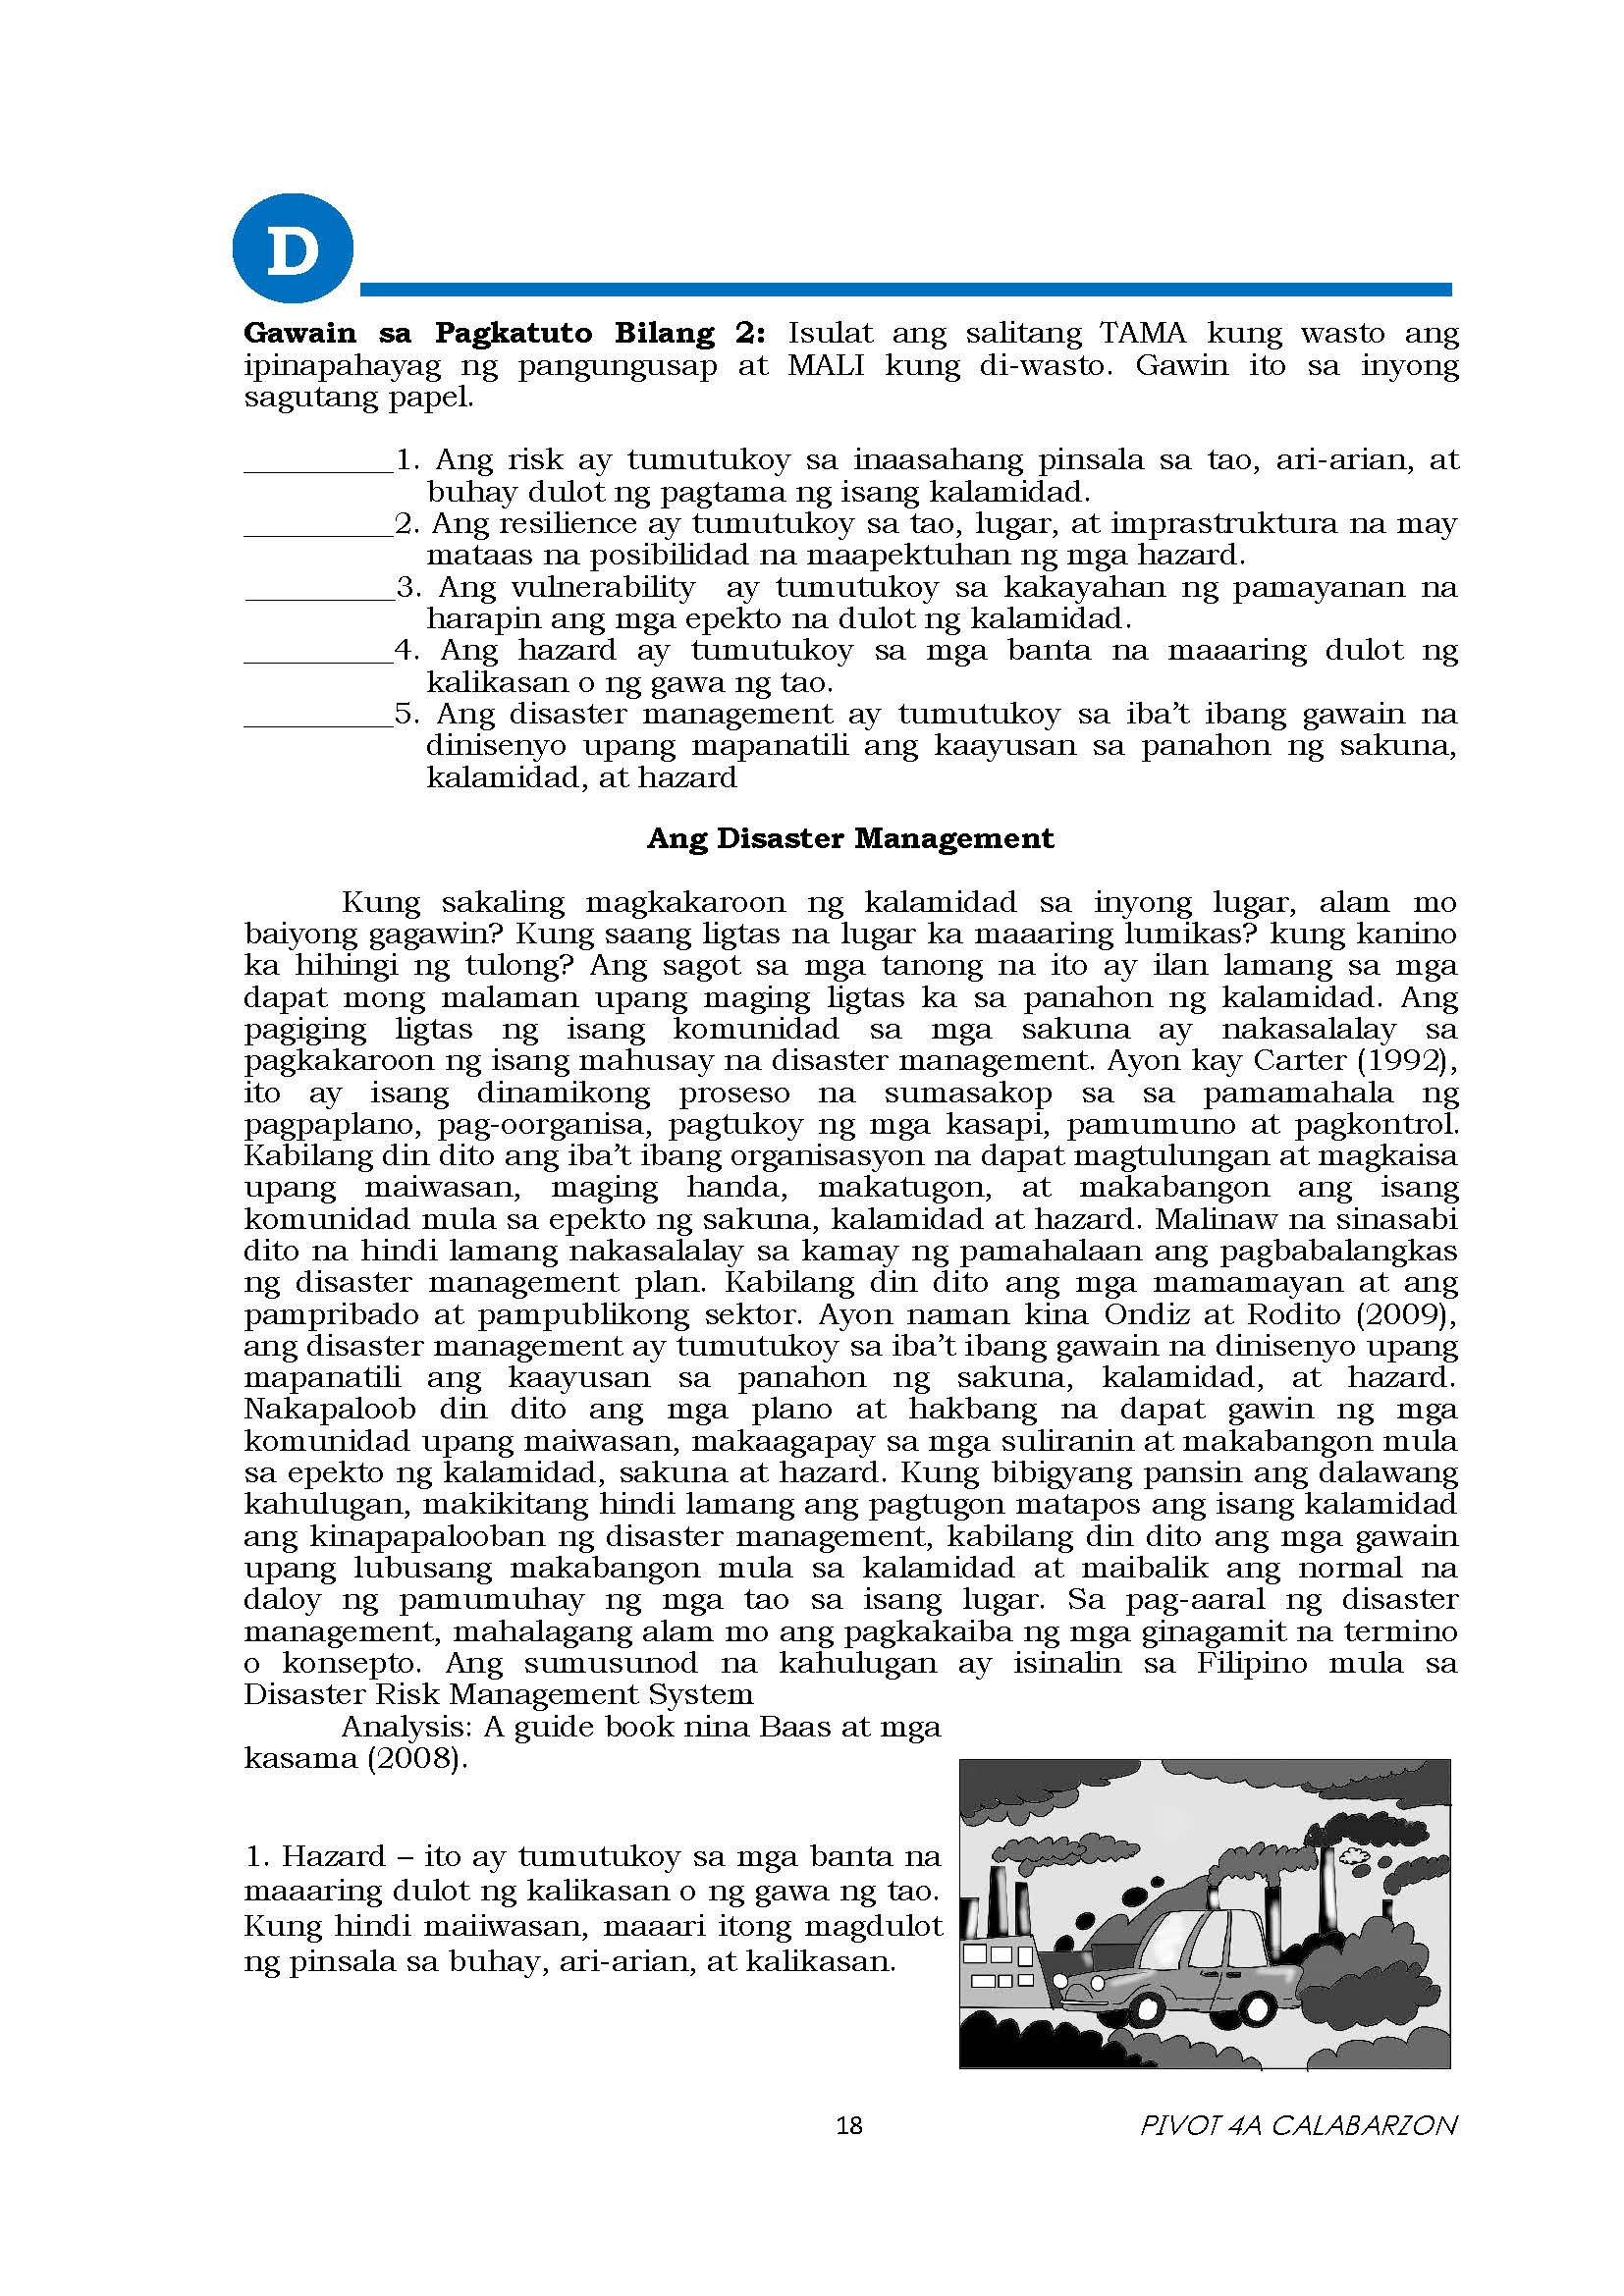 D
Gawain sa Pagkatuto Bilang 2: Isulat ang salitang TAMA kung wasto ang
ipinapahayag ng pangungusap at MALI kung di-wasto. Gawin ito sa inyong
sagutang papel.
__________1. Ang risk ay tumutukoy sa inaasahang pinsala sa tao, ari-arian, at
buhay dulot ng pagtama ng isang kalamidad.
__________2. Ang resilience ay tumutukoy sa tao, lugar, at imprastruktura na may
mataas na posibilidad na maapektuhan ng mga hazard.
__________3. Ang vulnerability ay tumutukoy sa kakayahan ng pamayanan na
harapin ang mga epekto na dulot ng kalamidad.
__________4. Ang hazard ay tumutukoy sa mga banta na maaaring dulot ng
kalikasan o ng gawa ng tao.
__________5. Ang disaster management ay tumutukoy sa iba’t ibang gawain na
dinisenyo upang mapanatili ang kaayusan sa panahon ng sakuna,
kalamidad, at hazard
Ang Disaster Management
Kung sakaling magkakaroon ng kalamidad sa inyong lugar, alam mo
baiyong gagawin? Kung saang ligtas na lugar ka maaaring lumikas? kung kanino
ka hihingi ng tulong? Ang sagot sa mga tanong na ito ay ilan lamang sa mga
dapat mong malaman upang maging ligtas ka sa panahon ng kalamidad. Ang
pagiging ligtas ng isang komunidad sa mga sakuna ay nakasalalay sa
pagkakaroon ng isang mahusay na disaster management. Ayon kay Carter (1992),
ito ay isang dinamikong proseso na sumasakop sa sa pamamahala ng
pagpaplano, pag-oorganisa, pagtukoy ng mga kasapi, pamumuno at pagkontrol.
Kabilang din dito ang iba’t ibang organisasyon na dapat magtulungan at magkaisa
upang maiwasan, maging handa, makatugon, at makabangon ang isang
komunidad mula sa epekto ng sakuna, kalamidad at hazard. Malinaw na sinasabi
dito na hindi lamang nakasalalay sa kamay ng pamahalaan ang pagbabalangkas
ng disaster management plan. Kabilang din dito ang mga mamamayan at ang
pampribado at pampublikong sektor. Ayon naman kina Ondiz at Rodito (2009),
ang disaster management ay tumutukoy sa iba’t ibang gawain na dinisenyo upang
mapanatili ang kaayusan sa panahon ng sakuna, kalamidad, at hazard.
Nakapaloob din dito ang mga plano at hakbang na dapat gawin ng mga
komunidad upang maiwasan, makaagapay sa mga suliranin at makabangon mula
sa epekto ng kalamidad, sakuna at hazard. Kung bibigyang pansin ang dalawang
kahulugan, makikitang hindi lamang ang pagtugon matapos ang isang kalamidad
ang kinapapalooban ng disaster management, kabilang din dito ang mga gawain
upang lubusang makabangon mula sa kalamidad at maibalik ang normal na
daloy ng pamumuhay ng mga tao sa isang lugar. Sa pag-aaral ng disaster
management, mahalagang alam mo ang pagkakaiba ng mga ginagamit na termino
o konsepto. Ang sumusunod na kahulugan ay isinalin sa Filipino mula sa
Disaster Risk Management System
Analysis: A guide book nina Baas at mga
kasama (2008).
1. Hazard – ito ay tumutukoy sa mga banta na
maaaring dulot ng kalikasan o ng gawa ng tao.
Kung hindi maiiwasan, maaari itong magdulot
ng pinsala sa buhay, ari-arian, at kalikasan.
18
PIVOT 4A CALABARZON